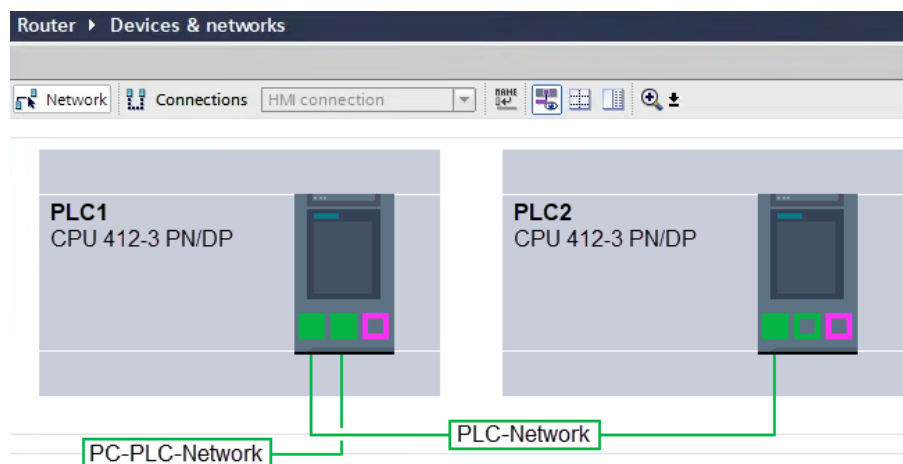 Router ▸ Devices & networks
Network Connections HMI connection NAME
PLC1
CPU 412-3 PN/DP
PLC2
CPU 412-3 PN/DP
PLC-Network
PC-PLC-Network